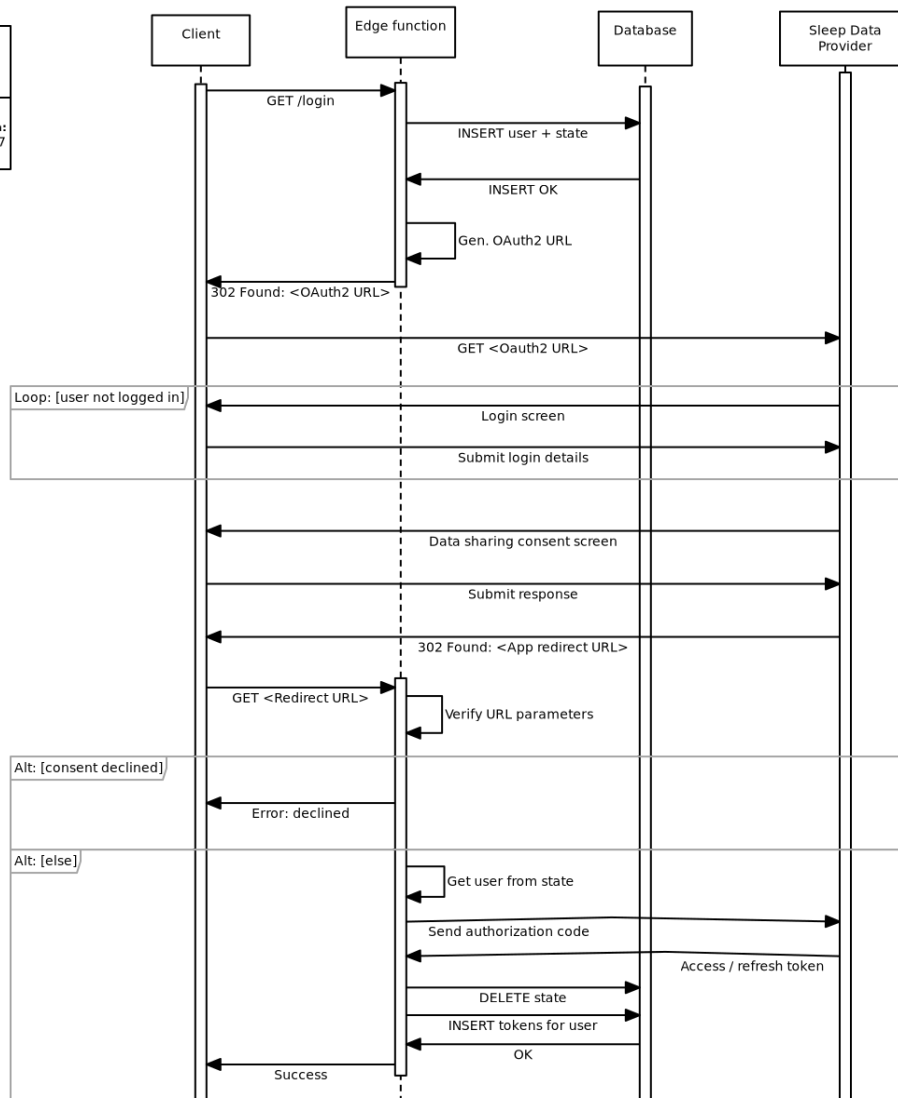 Client
Edge function
Database
Sleep Data
Provider
7
GET /login
INSERT user + state
INSERT OK
Gen. OAuth2 URL
302 Found: <OAuth2 URL>
GET <Oauth2 URL>
Loop: [user not logged in]
Login screen
Submit login details
Data sharing consent screen
Submit response
302 Found: <App redirect URL>
GET <Redirect URL>
Verify URL parameters
Alt: [consent declined]
Error: declined
Alt: [else]
Get user from state
Send authorization code
Access / refresh token
DELETE state
INSERT tokens for user
OK
Success